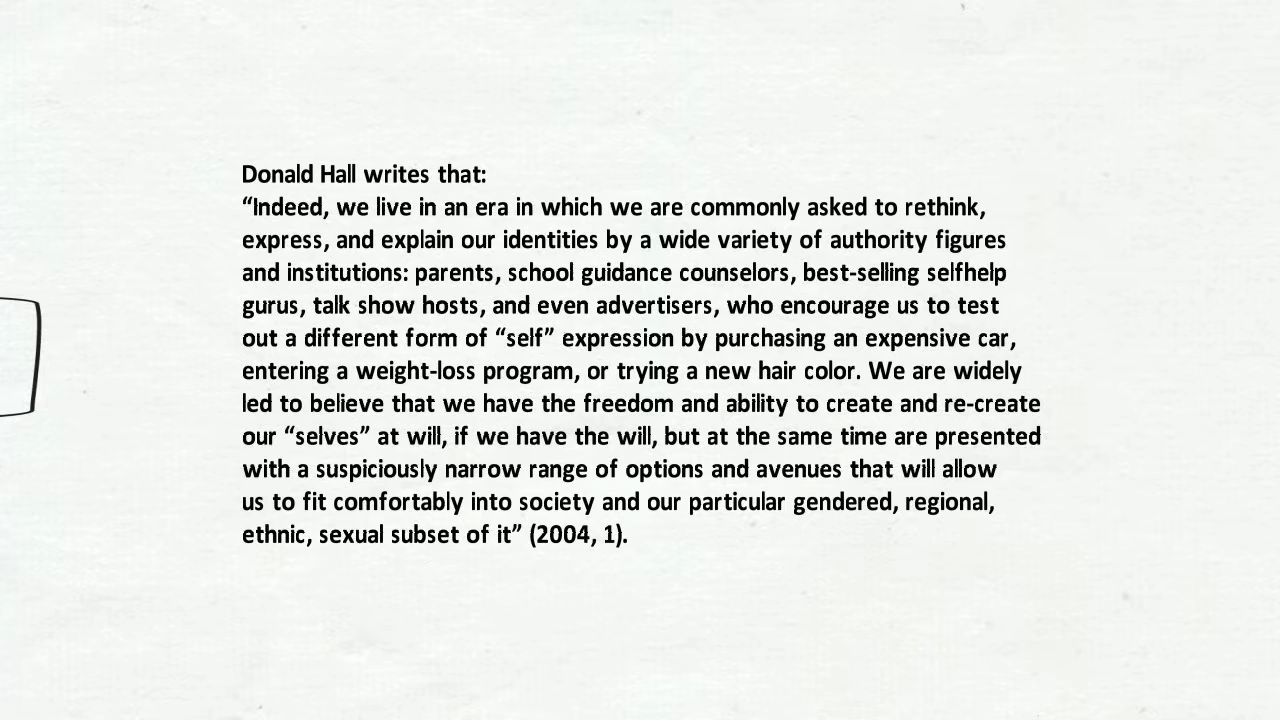 Donald Hall writes that:
“Indeed, we live in an era in which we are commonly asked to rethink,
express, and explain our identities by a wide variety of authority figures
and institutions: parents, school guidance counselors, best-selling selfhelp
gurus, talk show hosts, and even advertisers, who encourage us to test
out a different form of “self” expression by purchasing an expensive car,
entering a weight-loss program, or trying a new hair color. We are widely
led to believe that we have the freedom and ability to create and re-create
our “selves” at will, if we have the will, but at the same time are presented
with a suspiciously narrow range of options and avenues that will allow
us to fit comfortably into society and our particular gendered, regional,
ethnic, sexual subset of it” (2004, 1).